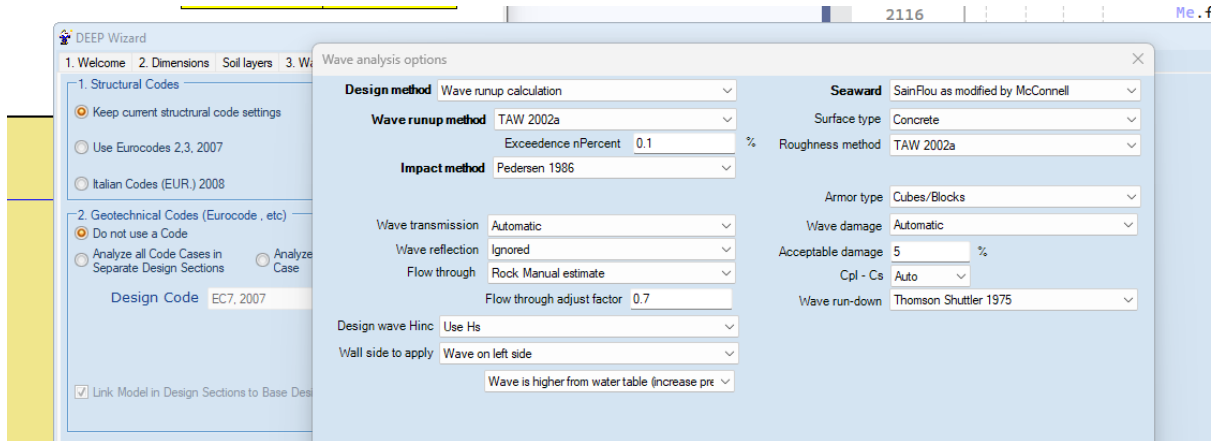 2116
Me.f
DEEP Wizard
1. Welcome 2. Dimensions Soil layers 3. Wa
1. Structural Codes
Keep current structrural code settings
Use Eurocodes 2,3, 2007
Italian Codes (EUR.) 2008
2. Geotechnical Codes (Eurocode , etc)
Do not use a Code
Analyze all Code Cases in
Separate Design Sections
Analyze
Case
Design Code EC7, 2007
Link Model in Design Sections to Base Desi
Wave analysis options
Design method Wave runup calculation
Wave runup method TAW 2002a
Exceedence nPercent 0.1 %
Impact method Pedersen 1986
Wave transmission Automatic
Wave reflection Ignored
Flow through Rock Manual estimate
Flow through adjust factor 0.7
Design wave Hinc Use Hs
Wall side to apply Wave on left side
Wave is higher from water table (increase pre
Seaward SainFlou as modified by McConnell
Surface type Concrete
Roughness method TAW 2002a
Armor type Cubes/Blocks
Wave damage Automatic
Acceptable damage 5 %
Cpl - Cs Auto
Wave run-down Thomson Shuttler 1975